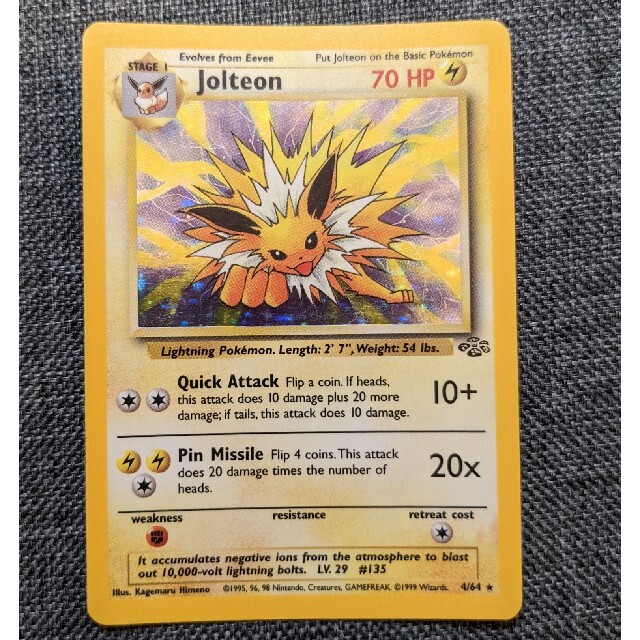 Evolves from Eevee
Put Jolteon on the Basic Pokémon
STAGE 1
Jolteon
70 HP
Lightning Pokémon. Length: 2' 7", Weight: 54 lbs.
Quick Attack Flip a coin. If heads,
this attack does 10 damage plus 20 more
damage; if tails, this attack does 10 damage.
10+
Pin Missile Flip 4 coins. This attack
does 20 damage times the number of
heads.
20x
weakness resistance retreat cost
It accumulates negative ions from the atmosphere to blast
out 10,000-volt lightning bolts. LV. 29 #135
Illus. Kagemaru Himeno ©1995, 96, 98 Nintendo, Creatures, GAMEFREAK. ©1999 Wizards. 4/64 ★